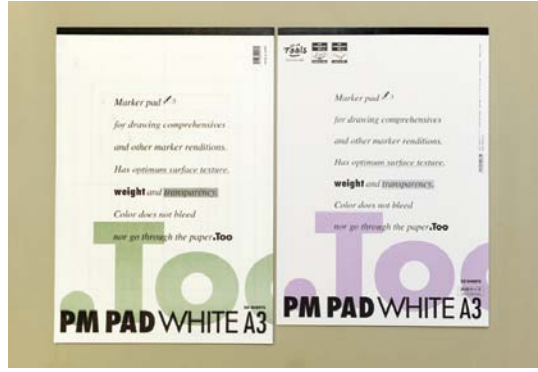 Marker pad
for drawing comprehensives
and other marker renditions.
Has optimum surface texture,
weight and transparency.
Color does not bleed
nor go through the paper.Too
.Too
PM PAD WHITE A3
Tools
Marker pad
for drawing comprehensives
and other marker renditions.
Has optimum surface texture,
weight and transparency.
Color does not bleed
nor go through the paper.Too
.Too
PM PAD WHITE A3